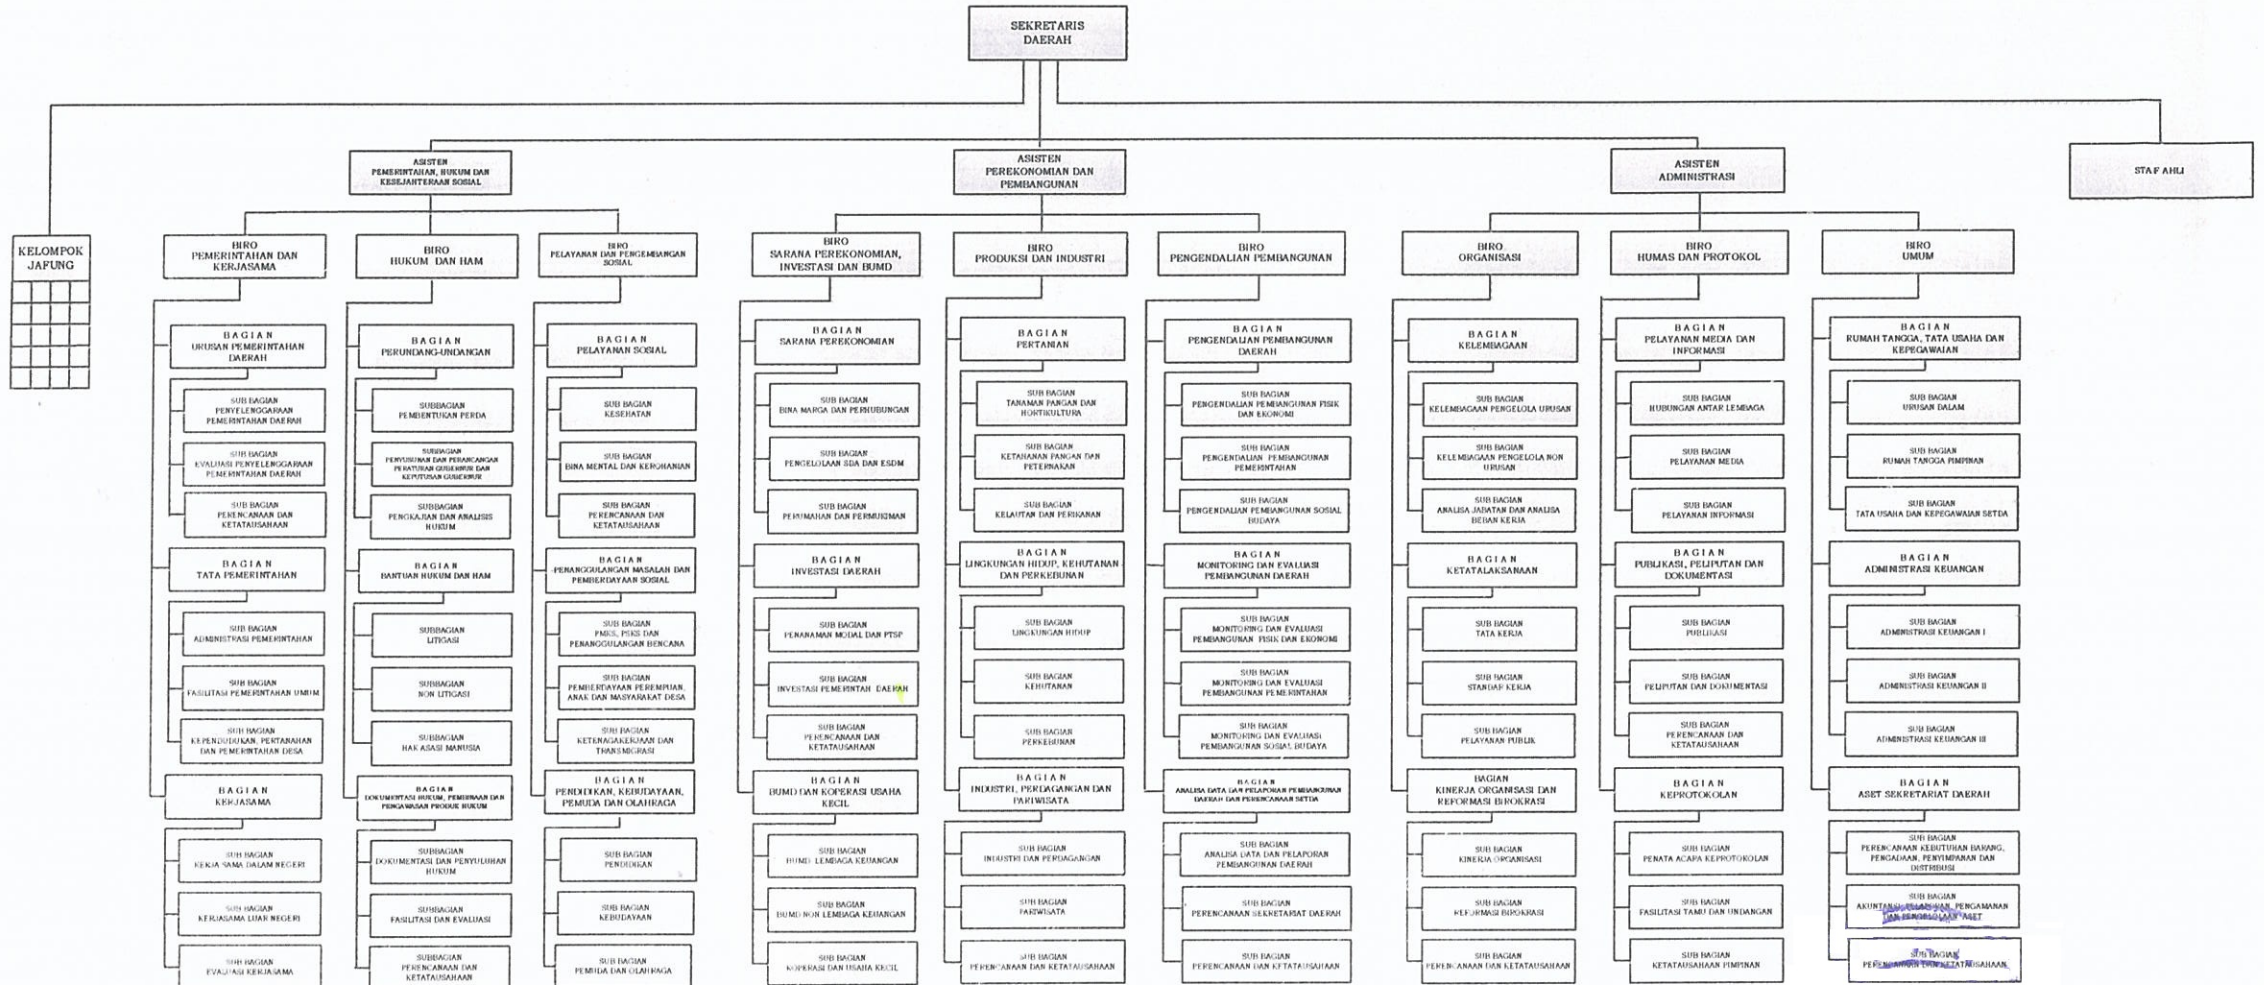 SEKRETARIS
DAERAH
ASISTEN
PEMERINTAHAN, HUKUM DAN
KESEJAHTERAAN SOSIAL
ASISTEN
PEREKONOMIAN DAN
PEMBANGUNAN
ASISTEN
ADMINISTRASI
STAF AHLI
KELOMPOK
JAFUNG
BIRO
PEMERINTAHAN DAN
KERJASAMA
BAGIAN
URUSAN PEMERINTAHAN
DAERAH
SUB BAGIAN
PENYELENGGARAAN
PEMERINTAHAN DAERAH
SUB BAGIAN
EVALUASI PENYELENGGARAAN
PEMERINTAHAN DAERAH
SUB BAGIAN
PERENCANAAN DAN
KETATAUSAHAAN
BAGIAN
TATA PEMERINTAHAN
SUB BAGIAN
ADMINISTRASI PEMERINTAHAN
SUB BAGIAN
FASILITASI PEMERINTAHAN UMUM
SUB BAGIAN
KEPENDUDUKAN, PERTANAHAN
DAN PEMERINTAHAN DESA
BAGIAN
KERJASAMA
SUB BAGIAN
KERJA SAMA DALAM NEGERI
SUB BAGIAN
KERJASAMA LUAR NEGERI
SUB BAGIAN
EVALUASI KERJASAMA
BIRO
HUKUM DAN HAM
BAGIAN
PERUNDANG-UNDANGAN
SUBBAGIAN
PEMBENTUKAN PERDA
SUBBAGIAN
PENYUSUNAN DAN PERANCANGAN
PERATURAN GUBERNUR DAN
KEPUTUSAN GUBERNUR
SUBBAGIAN
PENGKAJIAN DAN ANALISIS
HUKUM
BAGIAN
BANTUAN HUKUM DAN HAM
SUBBAGIAN
LITIGASI
SUBBAGIAN
NON LITIGASI
SUBBAGIAN
HAK ASASI MANUSIA
BAGIAN
DOKUMENTASI HUKUM, PEMBINAAN DAN
PENGAWASAN PRODUK HUKUM
SUBBAGIAN
DOKUMENTASI DAN PENYULUHAN
HUKUM
SUBBAGIAN
FASILITASI DAN EVALUASI
SUBBAGIAN
PERENCANAAN DAN
KETATAUSAHAAN
BIRO
PELAYANAN DAN PENGEMBANGAN
SOSIAL
BAGIAN
PELAYANAN SOSIAL
SUB BAGIAN
KESEHATAN
SUB BAGIAN
BINA MENTAL DAN KEROHANIAN
SUB BAGIAN
PERENCANAAN DAN
KETATAUSAHAAN
BAGIAN
PENANGGULANGAN MASALAH DAN
PEMBERDAYAAN SOSIAL
SUB BAGIAN
PMKS, PSKS DAN
PENANGGULANGAN BENCANA
SUB BAGIAN
PEMBERDAYAAN PEREMPUAN,
ANAK DAN MASYARAKAT DESA
SUB BAGIAN
KETENAGAKERJAAN DAN
TRANSMIGRASI
BAGIAN
PENDIDIKAN, KEBUDAYAAN,
PEMUDA DAN OLAHRAGA
SUB BAGIAN
PENDIDIKAN
SUB BAGIAN
KEBUDAYAAN
SUB BAGIAN
PEMUDA DAN OLAHRAGA
BIRO
SARANA PEREKONOMIAN,
INVESTASI DAN BUMD
BAGIAN
SARANA PEREKONOMIAN
SUB BAGIAN
BINA MARGA DAN PERHUBUNGAN
SUB BAGIAN
PENGELOLAAN SDA DAN ESDM
SUB BAGIAN
PERUMAHAN DAN PERMUKIMAN
BAGIAN
INVESTASI DAERAH
SUB BAGIAN
PENANAMAN MODAL DAN PTSP
SUB BAGIAN
INVESTASI PEMERINTAH DAERAH
SUB BAGIAN
PERENCANAAN DAN
KETATAUSAHAAN
BAGIAN
BUMD DAN KOPERASI USAHA
KECIL
SUB BAGIAN
BUMD LEMBAGA KEUANGAN
SUB BAGIAN
BUMD NON LEMBAGA KEUANGAN
SUB BAGIAN
KOPERASI DAN USAHA KECIL
BIRO
PRODUKSI DAN INDUSTRI
BAGIAN
PERTANIAN
SUB BAGIAN
TANAMAN PANGAN DAN
HORTIKULTURA
SUB BAGIAN
KETAHANAN PANGAN DAN
PETERNAKAN
SUB BAGIAN
KELAUTAN DAN PERIKANAN
BAGIAN
LINGKUNGAN HIDUP, KEHUTANAN
DAN PERKEBUNAN
SUB BAGIAN
LINGKUNGAN HIDUP
SUB BAGIAN
KEHUTANAN
SUB BAGIAN
PERKEBUNAN
BAGIAN
INDUSTRI, PERDAGANGAN DAN
PARIWISATA
SUB BAGIAN
INDUSTRI DAN PERDAGANGAN
SUB BAGIAN
PARIWISATA
SUB BAGIAN
PERENCANAAN DAN KETATAUSAHAAN
BIRO
PENGENDALIAN PEMBANGUNAN
BAGIAN
PENGENDALIAN PEMBANGUNAN
DAERAH
SUB BAGIAN
PENGENDALIAN PEMBANGUNAN FISIK
DAN EKONOMI
SUB BAGIAN
PENGENDALIAN PEMBANGUNAN
PEMERINTAHAN
SUB BAGIAN
PENGENDALIAN PEMBANGUNAN SOSIAL
BUDAYA
BAGIAN
MONITORING DAN EVALUASI
PEMBANGUNAN DAERAH
SUB BAGIAN
MONITORING DAN EVALUASI
PEMBANGUNAN FISIK DAN EKONOMI
SUB BAGIAN
MONITORING DAN EVALUASI
PEMBANGUNAN PEMERINTAHAN
SUB BAGIAN
MONITORING DAN EVALUASI
PEMBANGUNAN SOSIAL BUDAYA
BAGIAN
ANALISA DATA DAN PELAPORAN PEMBANGUNAN
DAERAH DAN PERENCANAAN SETDA
SUB BAGIAN
ANALISA DATA DAN PELAPORAN
PEMBANGUNAN DAERAH
SUB BAGIAN
PERENCANAAN SEKRETARIAT DAERAH
SUB BAGIAN
PERENCANAAN DAN KETATAUSAHAAN
BIRO
ORGANISASI
BAGIAN
KELEMBAGAAN
SUB BAGIAN
KELEMBAGAAN PENGELOLA URUSAN
SUB BAGIAN
KELEMBAGAAN PENGELOLA NON
URUSAN
SUB BAGIAN
ANALISA JABATAN DAN ANALISA
BEBAN KERJA
BAGIAN
KETATALAKSANAAN
SUB BAGIAN
TATA KERJA
SUB BAGIAN
STANDAR KERJA
SUB BAGIAN
PELAYANAN PUBLIK
BAGIAN
KINERJA ORGANISASI DAN
REFORMASI BIROKRASI
SUB BAGIAN
KINERJA ORGANISASI
SUB BAGIAN
REFORMASI BIROKRASI
SUB BAGIAN
PERENCANAAN DAN KETATAUSAHAAN
BIRO
HUMAS DAN PROTOKOL
BAGIAN
PELAYANAN MEDIA DAN
INFORMASI
SUB BAGIAN
HUBUNGAN ANTAR LEMBAGA
SUB BAGIAN
PELAYANAN MEDIA
SUB BAGIAN
PELAYANAN INFORMASI
BAGIAN
PUBLIKASI, PELIPUTAN DAN
DOKUMENTASI
SUB BAGIAN
PUBLIKASI
SUB BAGIAN
PELIPUTAN DAN DOKUMENTASI
SUB BAGIAN
PERENCANAAN DAN
KETATAUSAHAAN
BAGIAN
KEPROTOKOLAN
SUB BAGIAN
PENATA ACARA KEPROTOKOLAN
SUB BAGIAN
FASILITASI TAMU DAN UNDANGAN
SUB BAGIAN
KETATAUSAHAAN PIMPINAN
BIRO
UMUM
BAGIAN
RUMAH TANGGA, TATA USAHA DAN
KEPEGAWAIAN
SUB BAGIAN
URUSAN DALAM
SUB BAGIAN
RUMAH TANGGA PIMPINAN
SUB BAGIAN
TATA USAHA DAN KEPEGAWAIAN SETDA
BAGIAN
ADMINISTRASI KEUANGAN
SUB BAGIAN
ADMINISTRASI KEUANGAN I
SUB BAGIAN
ADMINISTRASI KEUANGAN II
SUB BAGIAN
ADMINISTRASI KEUANGAN III
BAGIAN
ASET SEKRETARIAT DAERAH
SUB BAGIAN
PERENCANAAN KEBUTUHAN BARANG,
PENGADAAN, PENYIMPANAN DAN
DISTRIBUSI
SUB BAGIAN
AKUNTANSI, PELAPORAN, PENGAMANAN
DAN PENGELOLAAN ASET
SUB BAGIAN
PERENCANAAN DAN KETATAUSAHAAN